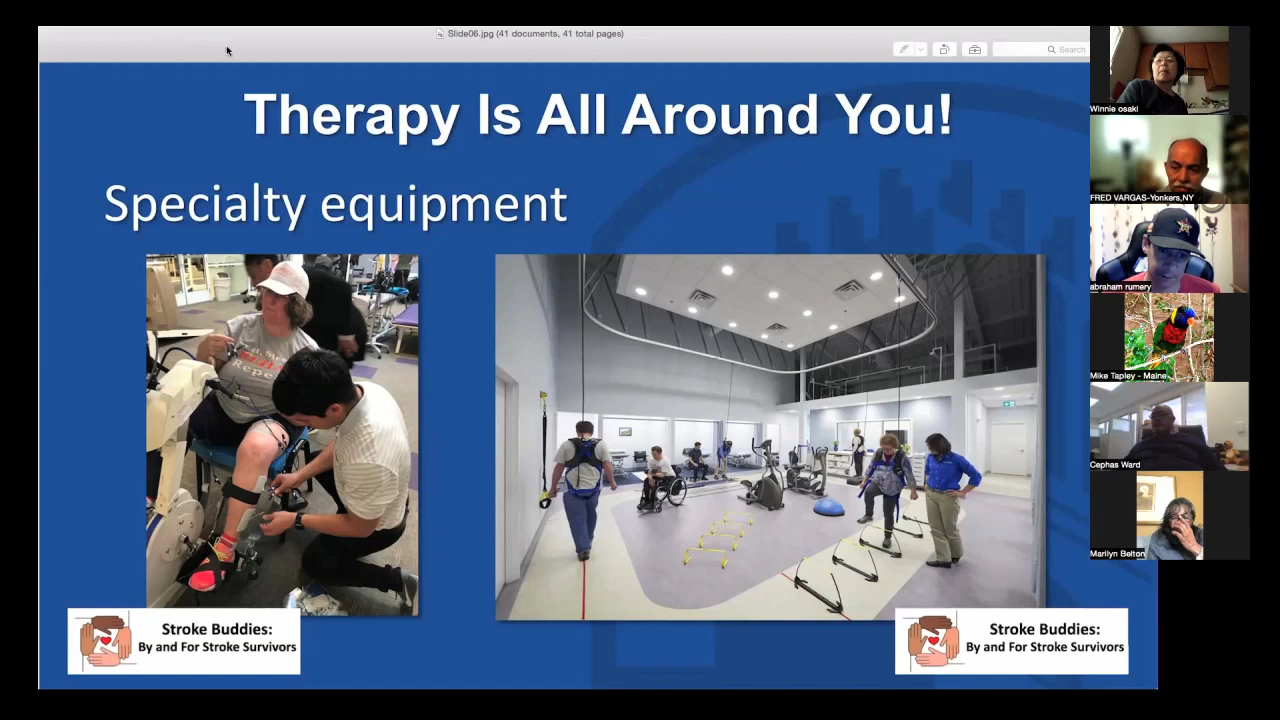 Slide06.jpg (41 documents, 41 total pages)
Search
Therapy Is All Around You!
Specialty equipment
Stroke Buddies:
By and For Stroke Survivors
Stroke Buddies:
By and For Stroke Survivors
Winnie osaki
FRED VARGAS-Yonkers,NY
abraham rumery
Mike Tapley - Maine
Cephas Ward
Marilyn Belton